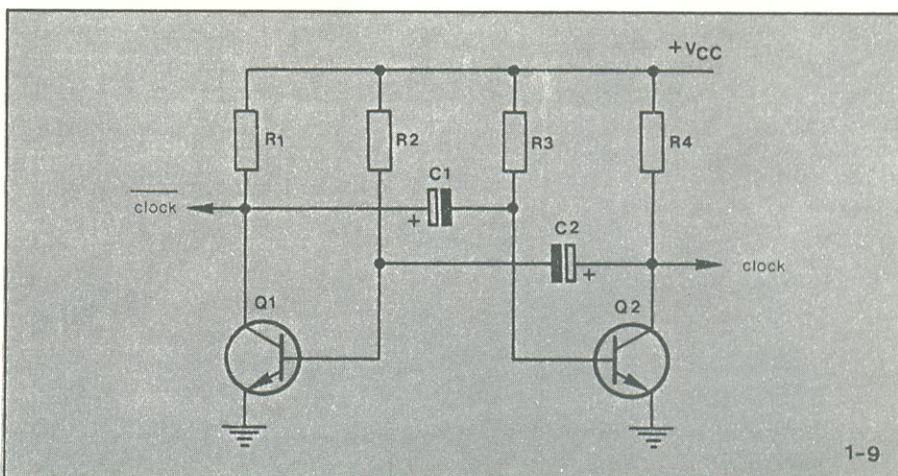 +VCC
R1
R2
R3
R4
C1
clock
+
C2
+
clock
Q1
Q2
1-9